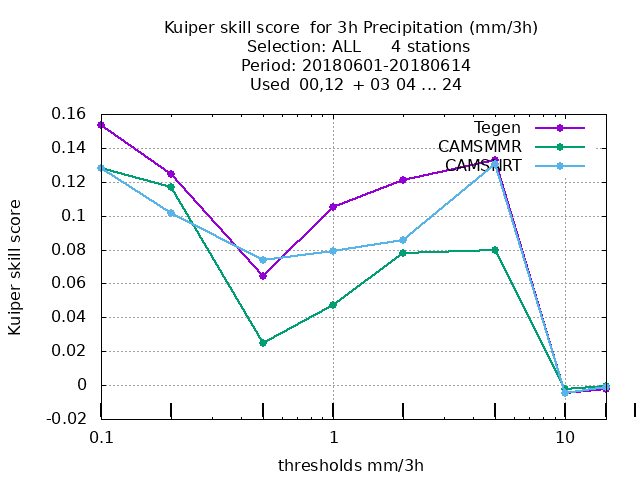 Kuiper skill score  for 3h Precipitation (mm/3h)
Selection: ALL      4 stations
Period: 20180601-20180614
Used  00,12  + 03 04 ... 24
Tegen
CAMSMMR
CAMSNRT
0.16
0.14
0.12
0.1
0.08
0.06
0.04
0.02
0
-0.02
Kuiper skill score
0.1
1
10
thresholds mm/3h